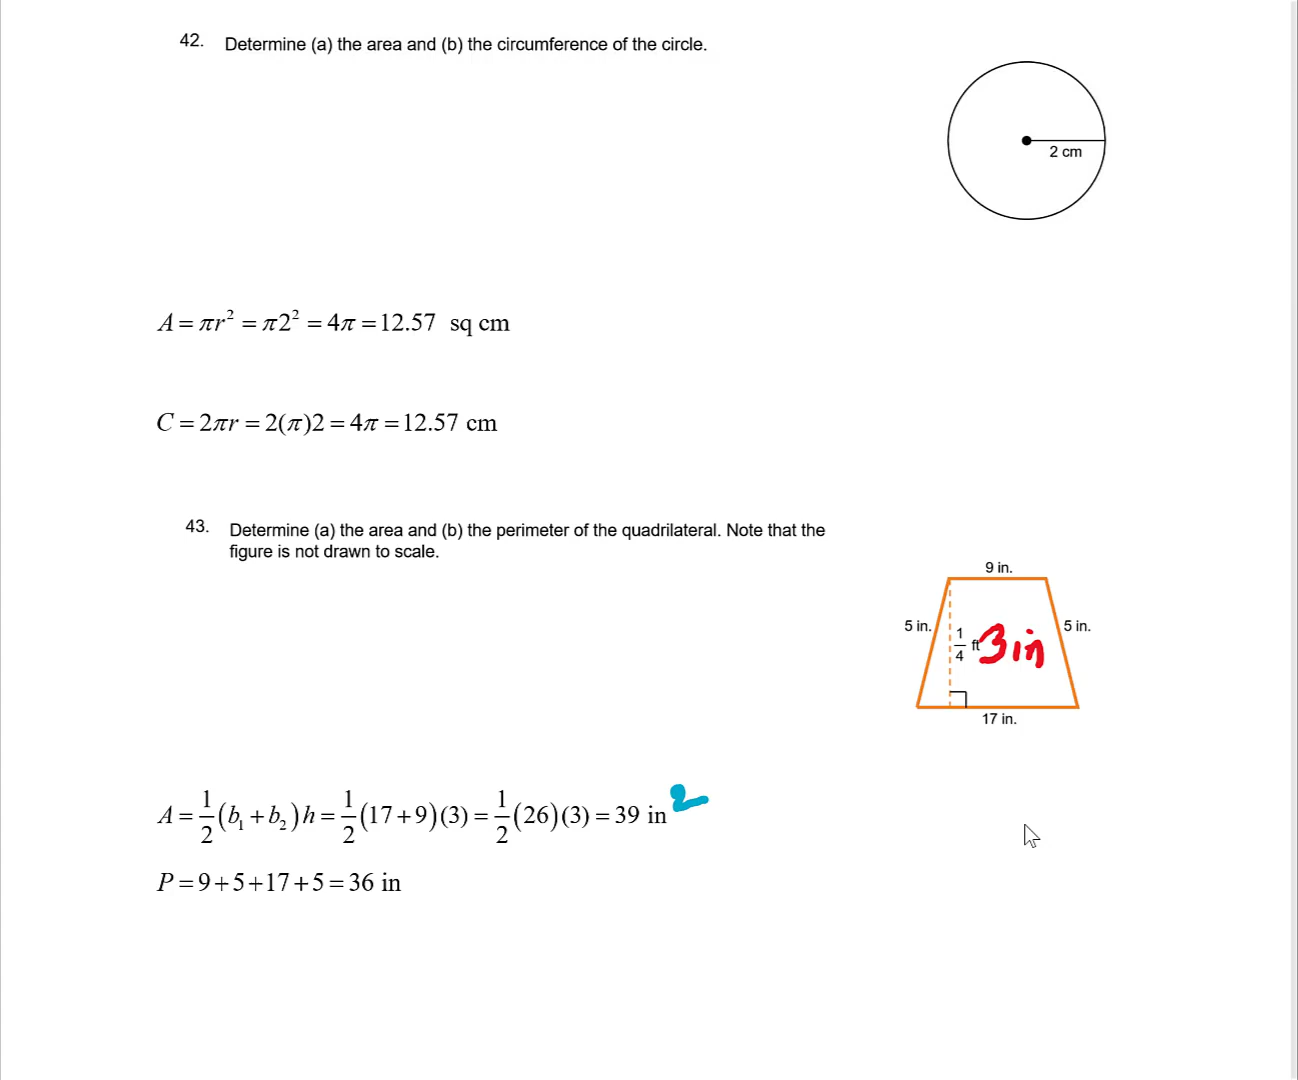 42. Determine (a) the area and (b) the circumference of the circle.
2 cm
A = πr² = π2² = 4π = 12.57 sq cm
C = 2πr = 2(π)2 = 4π = 12.57 cm
43. Determine (a) the area and (b) the perimeter of the quadrilateral. Note that the
figure is not drawn to scale.
9 in.
5 in.
1/4 ft
3in
5 in.
17 in.
A = 1/2(b₁ + b₂)h = 1/2(17+9)(3) = 1/2(26)(3) = 39 in²
P = 9+5+17+5 = 36 in